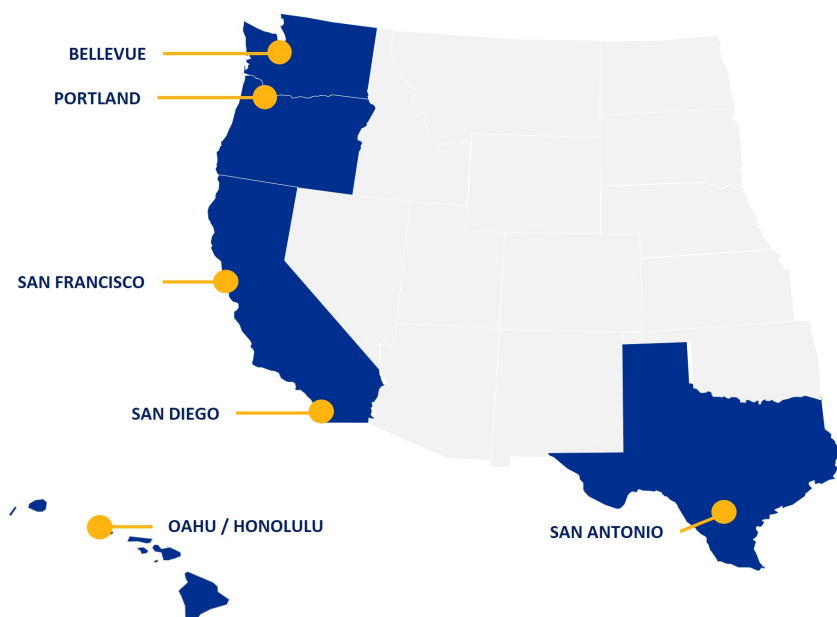 BELLEVUE
PORTLAND
SAN FRANCISCO
SAN DIEGO
OAHU / HONOLULU
SAN ANTONIO